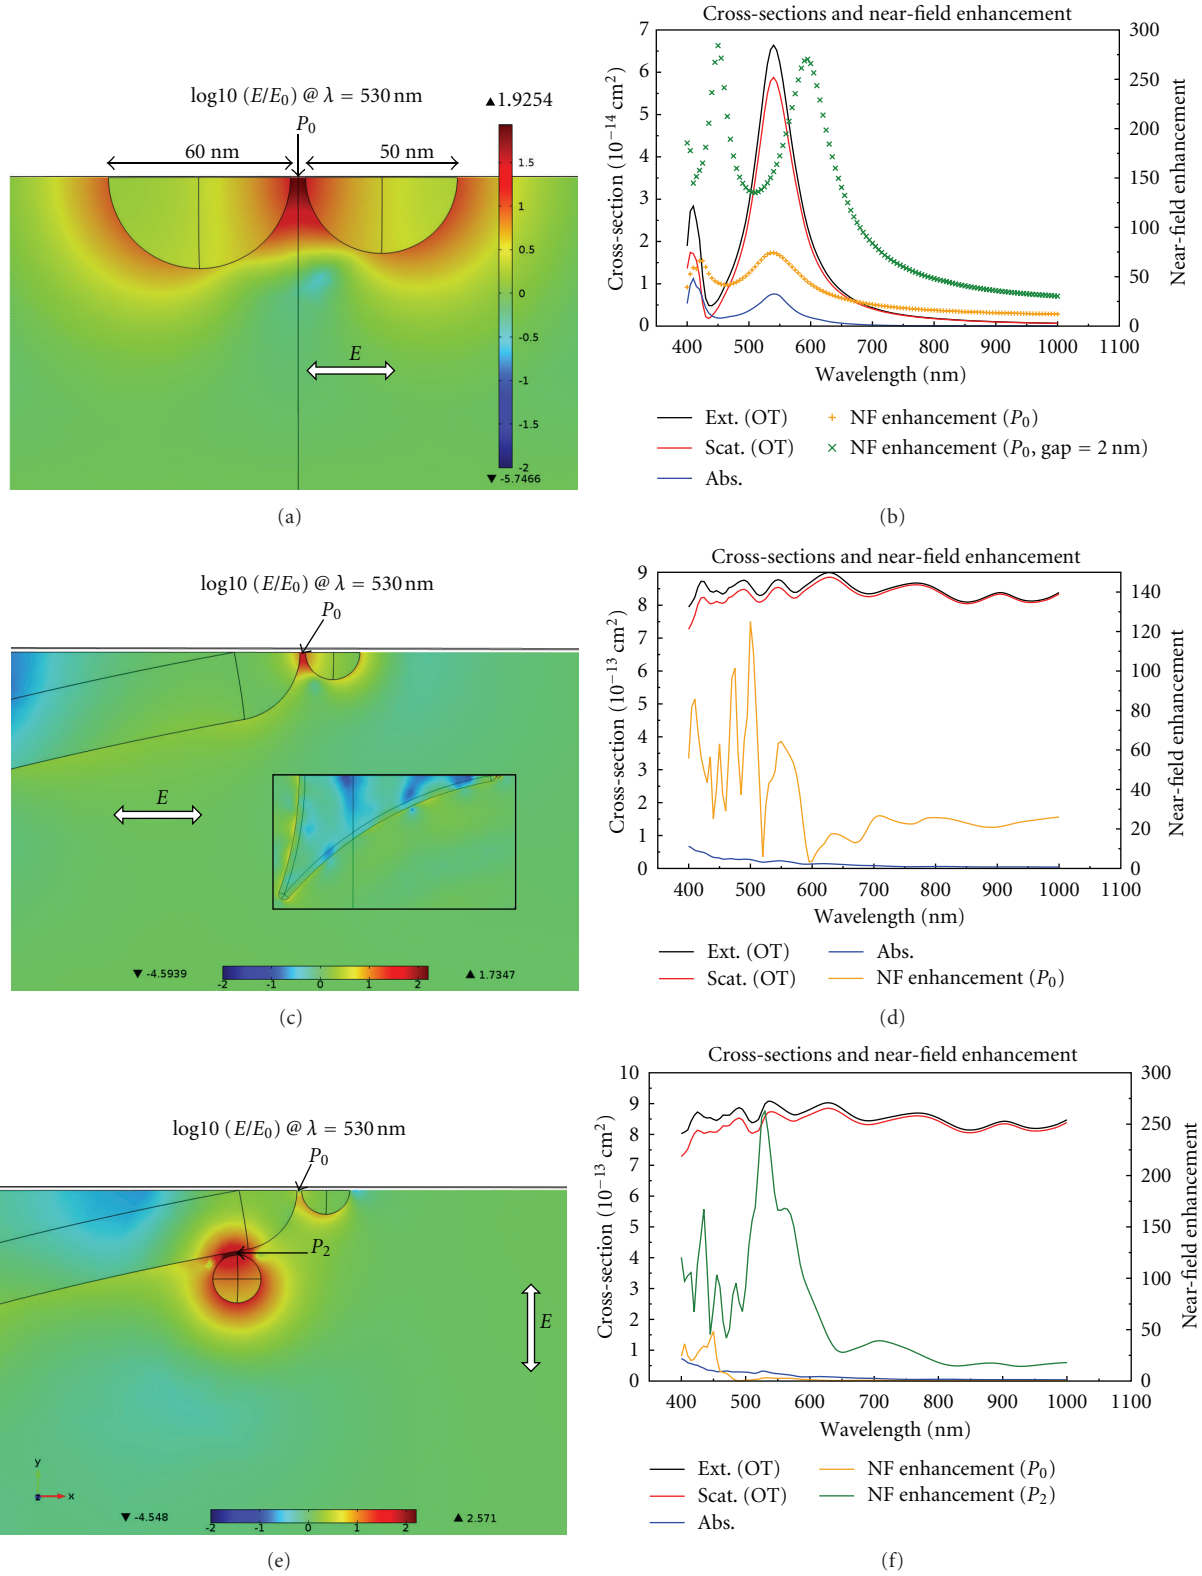 log10 (E/E0) @ λ = 530 nm
▲1.9254
P0
60 nm
50 nm
1.5
1
0.5
0
-0.5
-1
-1.5
-2
▼ -5.7466
E
(a)
Cross-sections and near-field enhancement
7
6
5
4
3
2
1
0
Cross-section (10−14 cm2)
300
250
200
150
100
50
0
Near-field enhancement
400 500 600 700 800 900 1000 1100
Wavelength (nm)
Ext. (OT)
Scat. (OT)
Abs.
NF enhancement (P0)
NF enhancement (P0, gap = 2 nm)
(b)
log10 (E/E0) @ λ = 530 nm
P0
E
▼ -4.5939
-2 -1 0 1 2
▲ 1.7347
(c)
Cross-sections and near-field enhancement
9
8
7
6
5
4
3
2
1
0
Cross-section (10−13 cm2)
140
120
100
80
60
40
20
0
Near-field enhancement
400 500 600 700 800 900 1000 1100
Wavelength (nm)
Ext. (OT)
Scat. (OT)
Abs.
NF enhancement (P0)
(d)
log10 (E/E0) @ λ = 530 nm
P0
P2
E
y
z
x
▼ -4.548
-2 -1 0 1 2
▲ 2.571
(e)
Cross-sections and near-field enhancement
10
9
8
7
6
5
4
3
2
1
0
Cross-section (10−13 cm2)
300
250
200
150
100
50
0
Near-field enhancement
400 500 600 700 800 900 1000 1100
Wavelength (nm)
Ext. (OT)
Scat. (OT)
Abs.
NF enhancement (P0)
NF enhancement (P2)
(f)